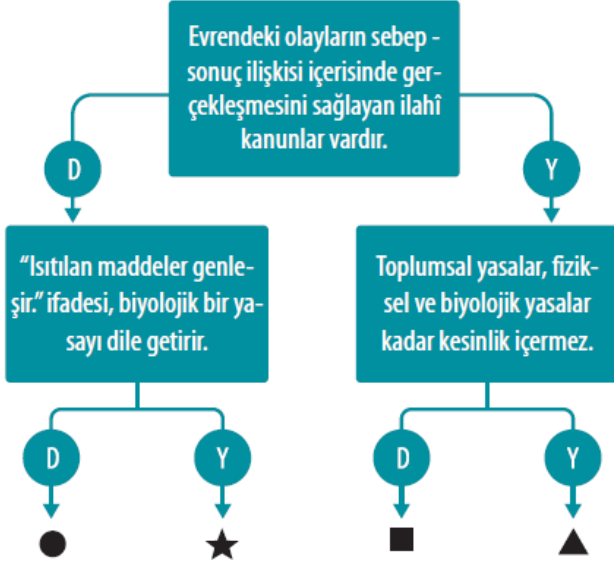 Evrendeki olayların sebep -
sonuç ilişkisi içerisinde ger-
çekleşmesini sağlayan ilahî
kanunlar vardır.
D
Y
"Isıtılan maddeler genle-
şir." ifadesi, biyolojik bir ya-
sayı dile getirir.
Toplumsal yasalar, fizik-
sel ve biyolojik yasalar
kadar kesinlik içermez.
D
Y
D
Y